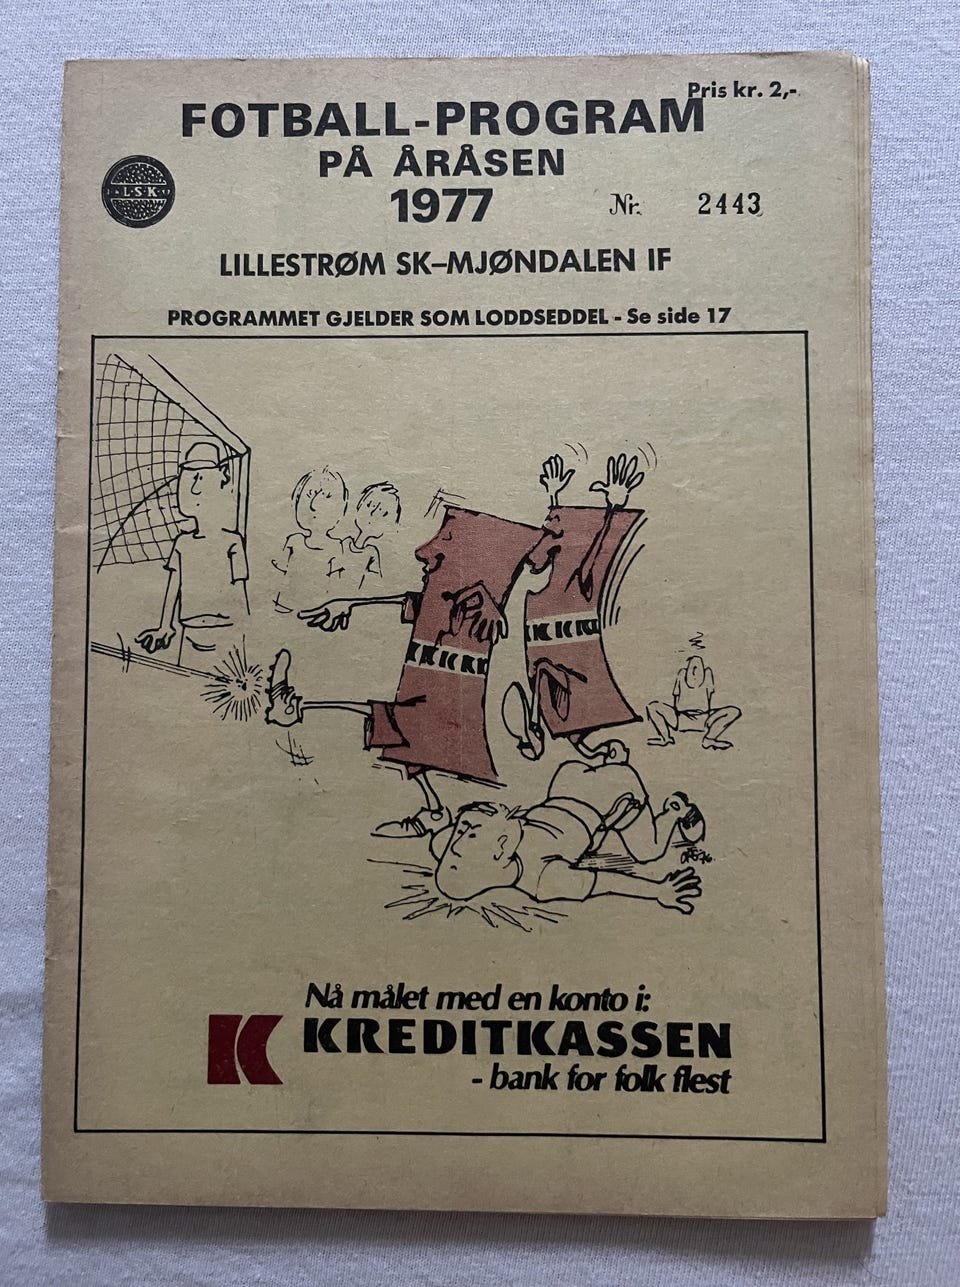 Pris kr. 2,-
FOTBALL-PROGRAM
PÅ ÅRÅSEN
1977
L·S·K
Nr. 2443
LILLESTRØM SK–MJØNDALEN IF
PROGRAMMET GJELDER SOM LODDSEDDEL - Se side 17
Nå målet med en konto i:
K KREDITKASSEN
- bank for folk flest